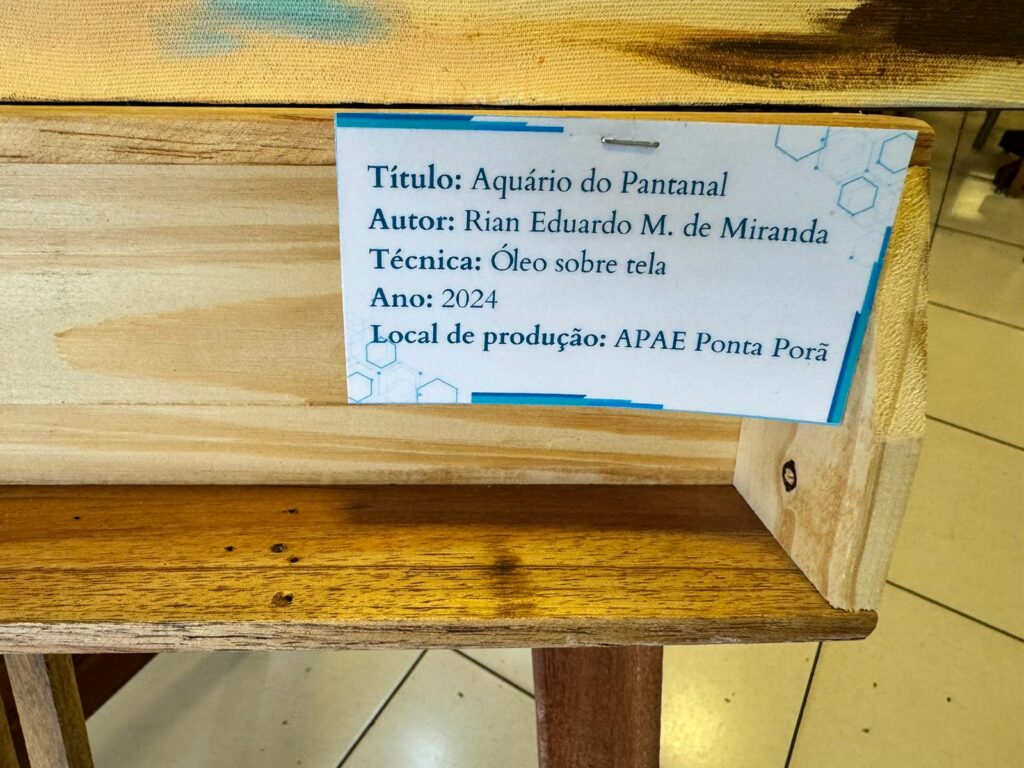 Título: Aquário do Pantanal
Autor: Rian Eduardo M. de Miranda
Técnica: Óleo sobre tela
Ano: 2024
Local de produção: APAE Ponta Porã